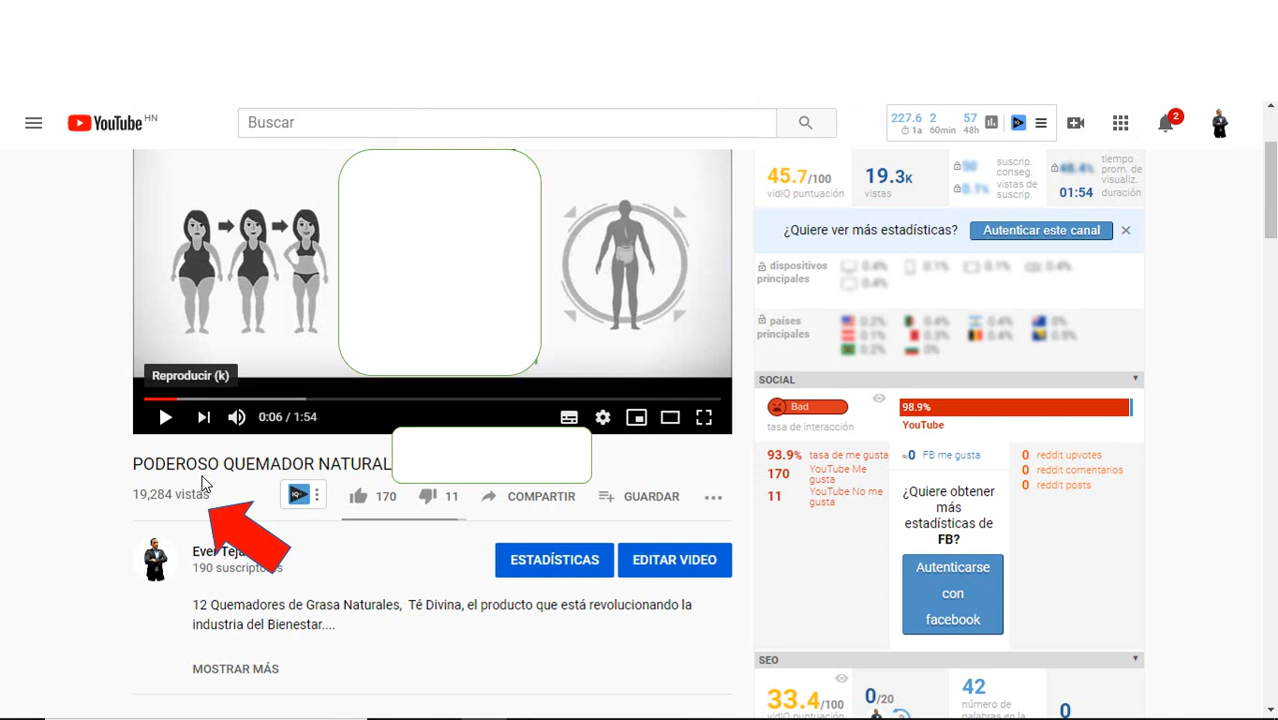 YouTube HN
Buscar
227.6 2 57
1a 60min 48h
2
Reproducir (k)
0:06 / 1:54
PODEROSO QUEMADOR NATURAL
19,284 vistas
IQ
170
11
COMPARTIR
GUARDAR
Ever Teja
190 suscriptores
ESTADÍSTICAS
EDITAR VIDEO
12 Quemadores de Grasa Naturales, Té Divina, el producto que está revolucionando la
industria del Bienestar....
MOSTRAR MÁS
45.7/100
vidIQ puntuación
19.3K
vistas
suscrip.
conseg.
vistas de
suscrip.
tiempo
prom. de
visualiz.
01:54
duración
¿Quiere ver más estadísticas?
Autenticar este canal
dispositivos
principales
países
principales
SOCIAL
Bad
tasa de interacción
98.9%
YouTube
93.9% tasa de me gusta
170 YouTube Me
gusta
11 YouTube No me
gusta
0 FB me gusta
¿Quiere obtener
más
estadísticas de
FB?
Autenticarse
con
facebook
0 reddit upvotes
0 reddit comentarios
0 reddit posts
SEO
33.4/100
vidIQ puntuación
0/20
42
número de
palabras en la
0